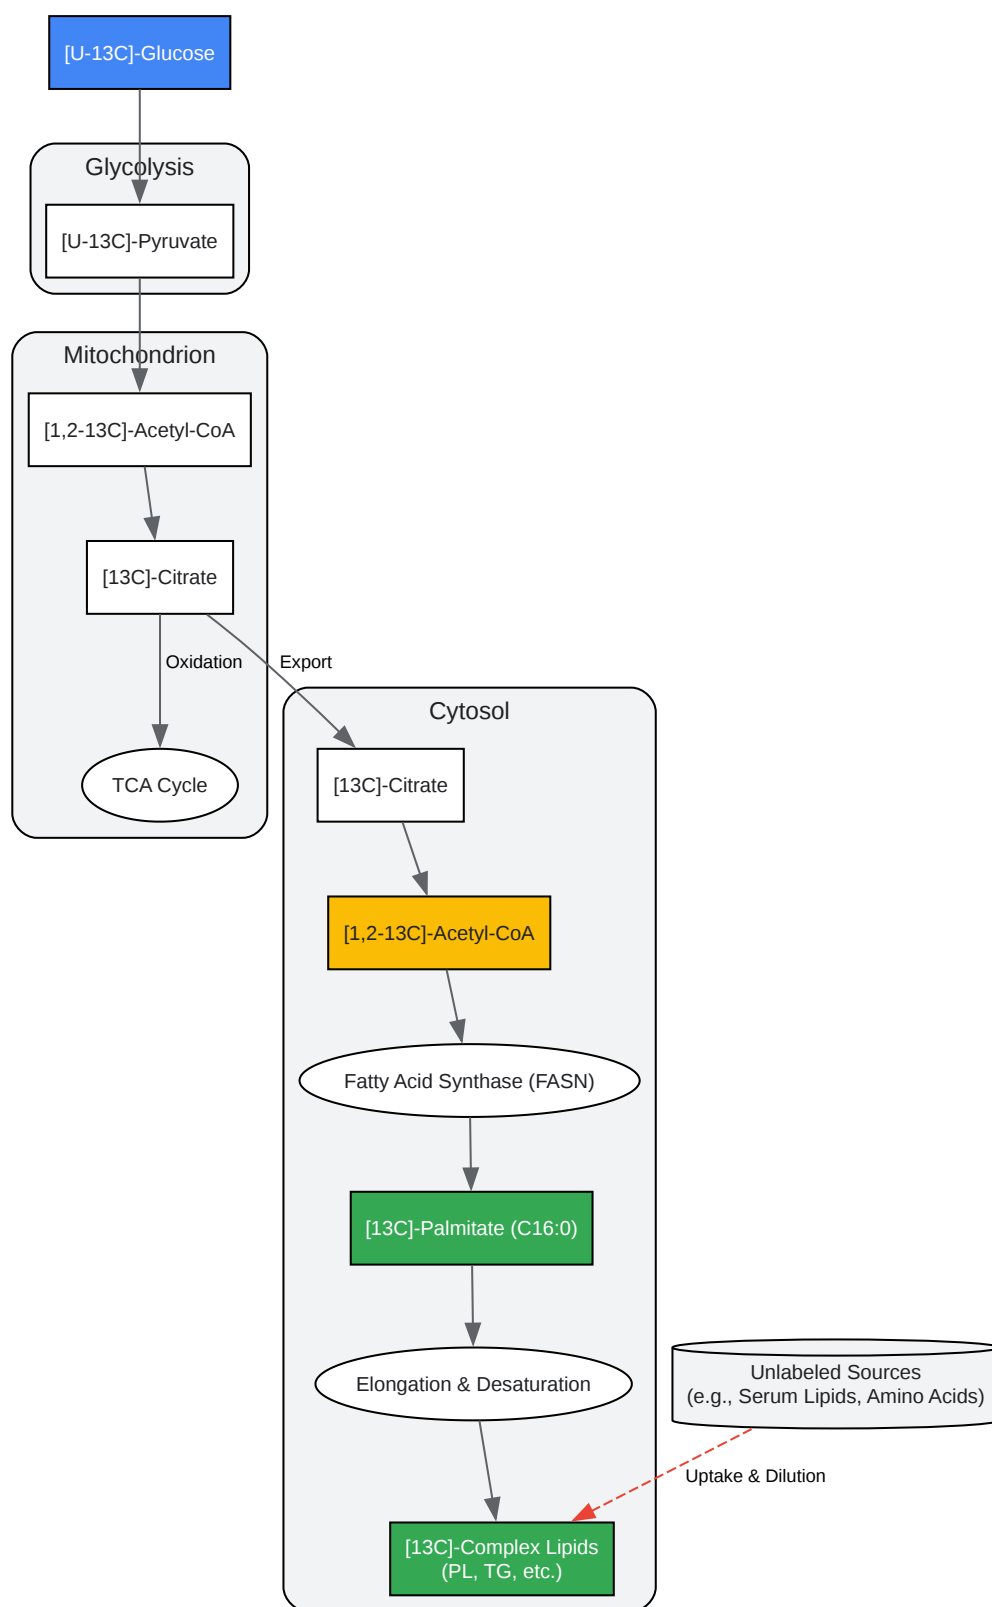 [U-13C]-Glucose
Glycolysis
[U-13C]-Pyruvate
Mitochondrion
[1,2-13C]-Acetyl-CoA
[13C]-Citrate
Oxidation
Export
TCA Cycle
Cytosol
[13C]-Citrate
[1,2-13C]-Acetyl-CoA
Fatty Acid Synthase (FASN)
[13C]-Palmitate (C16:0)
Elongation & Desaturation
Unlabeled Sources
(e.g., Serum Lipids, Amino Acids)
Uptake & Dilution
[13C]-Complex Lipids
(PL, TG, etc.)